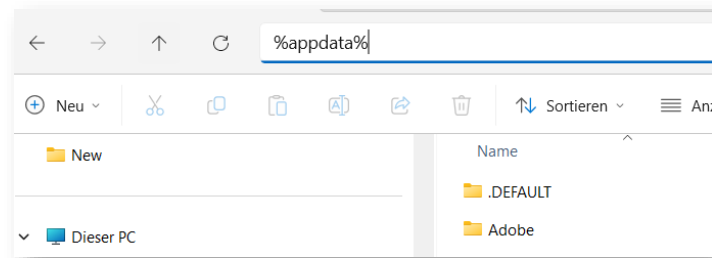 %appdata%
Neu
Sortieren
New
Name
.DEFAULT
Dieser PC
Adobe